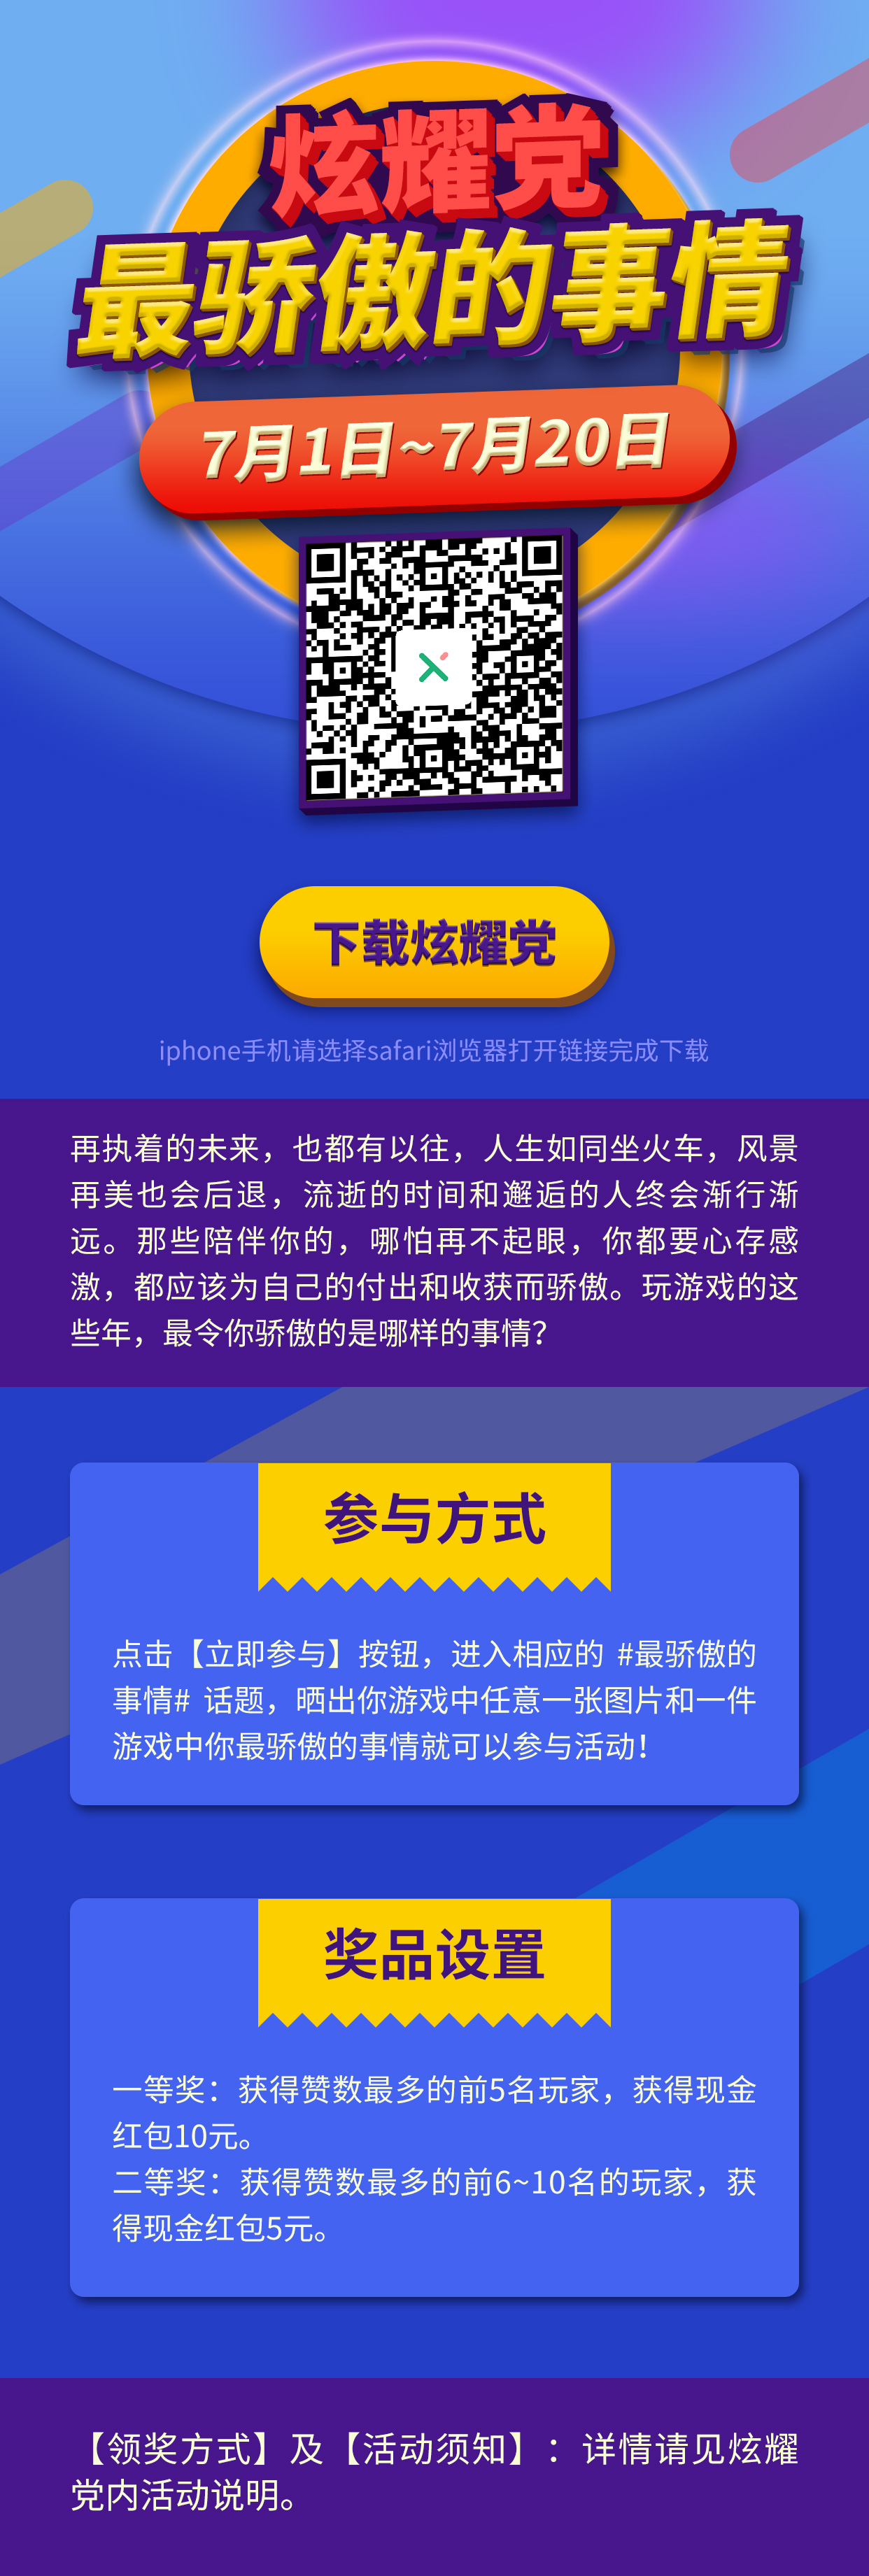 炫耀党
最骄傲的事情
7月1日~7月20日
下载炫耀党
iphone手机请选择safari浏览器打开链接完成下载
再执着的未来，也都有以往，人生如同坐火车，风景
再美也会后退，流逝的时间和邂逅的人终会渐行渐
远。那些陪伴你的，哪怕再不起眼，你都要心存感
激，都应该为自己的付出和收获而骄傲。玩游戏的这
些年，最令你骄傲的是哪样的事情？
参与方式
点击【立即参与】按钮，进入相应的 #最骄傲的
事情# 话题，晒出你游戏中任意一张图片和一件
游戏中你最骄傲的事情就可以参与活动！
奖品设置
一等奖：获得赞数最多的前5名玩家，获得现金
红包10元。
二等奖：获得赞数最多的前6~10名的玩家，获
得现金红包5元。
【领奖方式】及【活动须知】：详情请见炫耀
党内活动说明。